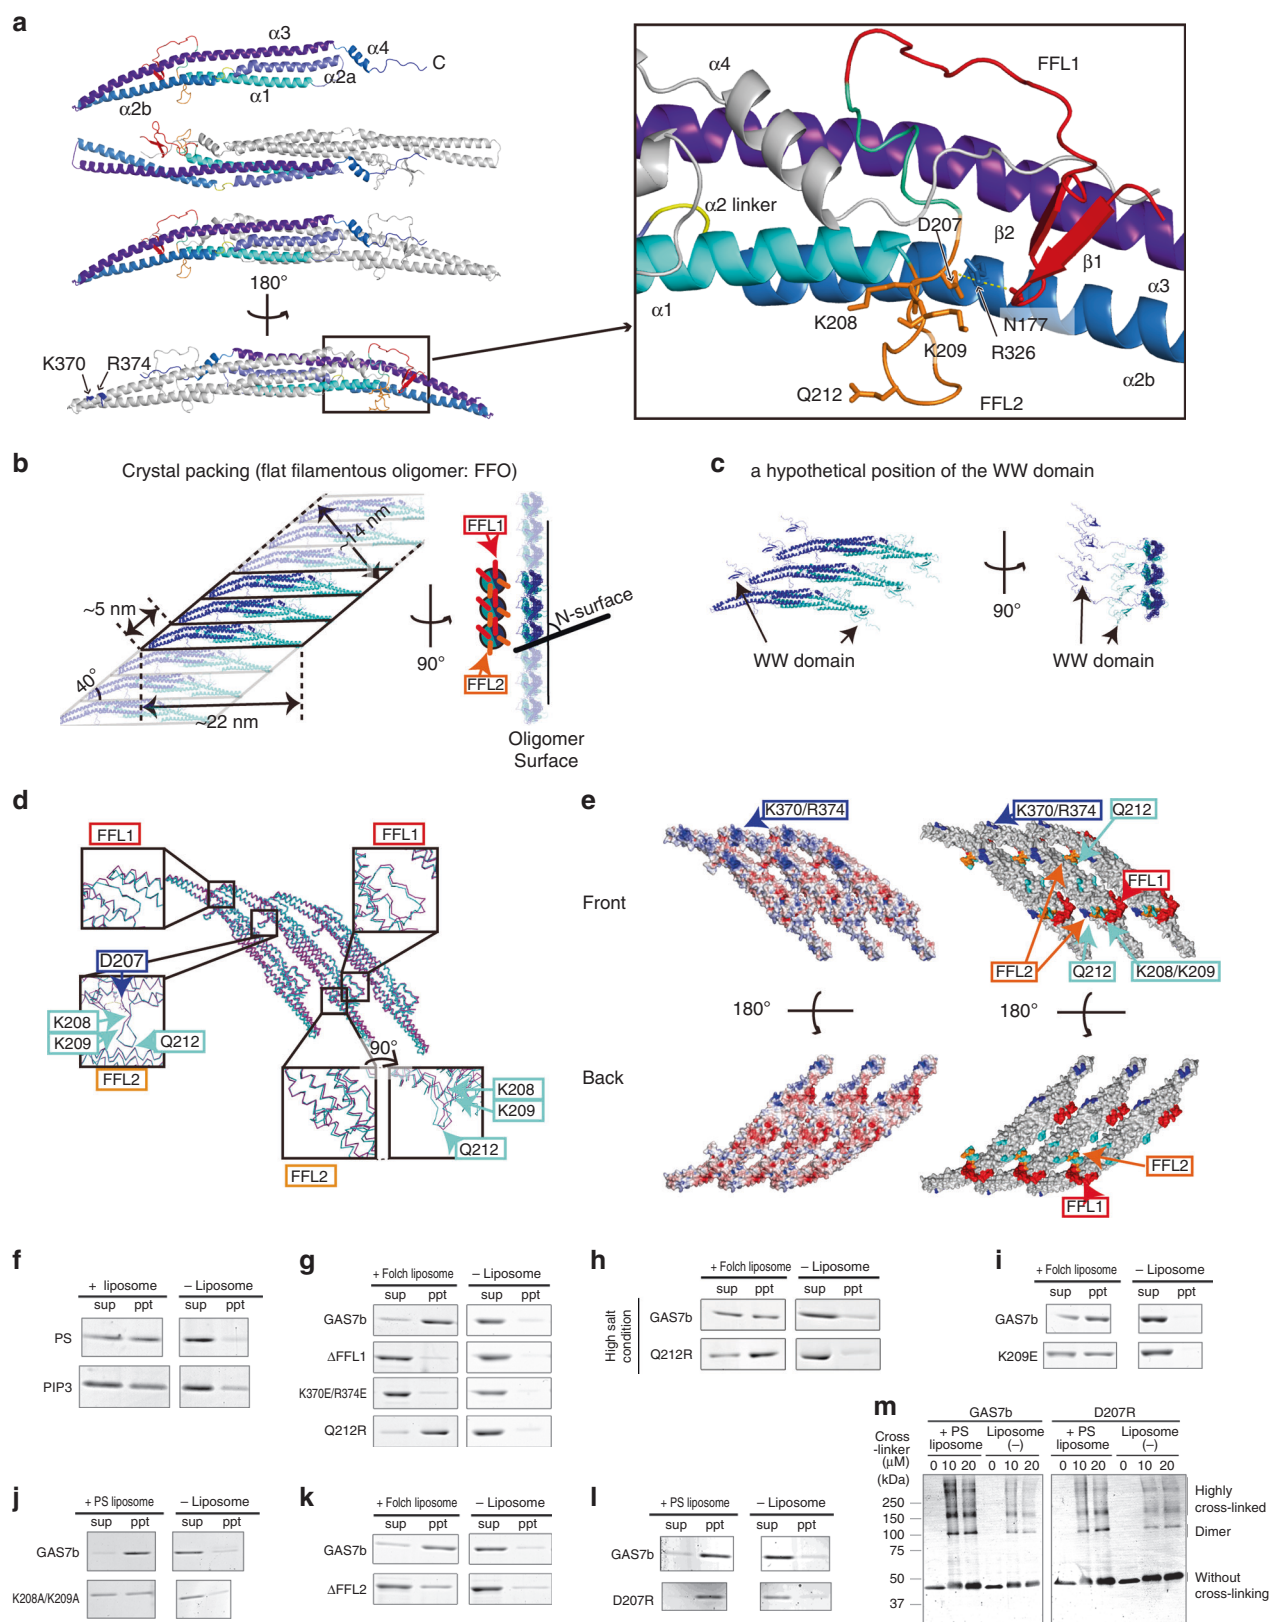 a
α3
α4
C
α2a
α1
α2b
180°
K370 R374
α4
FFL1
α2 linker
D207
β2
β1
α3
α1
K208
N177
K209
R326
α2b
Q212
FFL2
b
Crystal packing (flat filamentous oligomer: FFO)
~14 nm
~5 nm
40°
~22 nm
90°
FFL1
FFL2
N-surface
Oligomer
Surface
c
a hypothetical position of the WW domain
90°
WW domain
WW domain
d
FFL1
FFL1
D207
K208
K209
Q212
FFL2
90°
K208
K209
Q212
FFL2
e
K370/R374
K370/R374
Q212
FFL1
Front
FFL2
Q212
K208/K209
180°
180°
Back
FFL2
FFL1
f
+ liposome
– Liposome
sup ppt sup ppt
PS
PIP3
g
+ Folch liposome
– Liposome
sup ppt sup ppt
GAS7b
ΔFFL1
K370E/R374E
Q212R
h
+ Folch liposome
– Liposome
sup ppt sup ppt
High salt
condition
GAS7b
Q212R
i
+ Folch liposome
– Liposome
sup ppt sup ppt
GAS7b
K209E
j
+ PS liposome
– Liposome
sup ppt sup ppt
GAS7b
K208A/K209A
k
+ Folch liposome
– Liposome
sup ppt sup ppt
GAS7b
ΔFFL2
l
+ PS liposome
– Liposome
sup ppt sup ppt
GAS7b
D207R
m
GAS7b D207R
Cross
-linker
(μM)
+ PS
liposome
Liposome
(–)
+ PS
liposome
Liposome
(–)
0 10 20 0 10 20 0 10 20 0 10 20
(kDa)
250
150
100
75
50
37
Highly
cross-linked
Dimer
Without
cross-linking